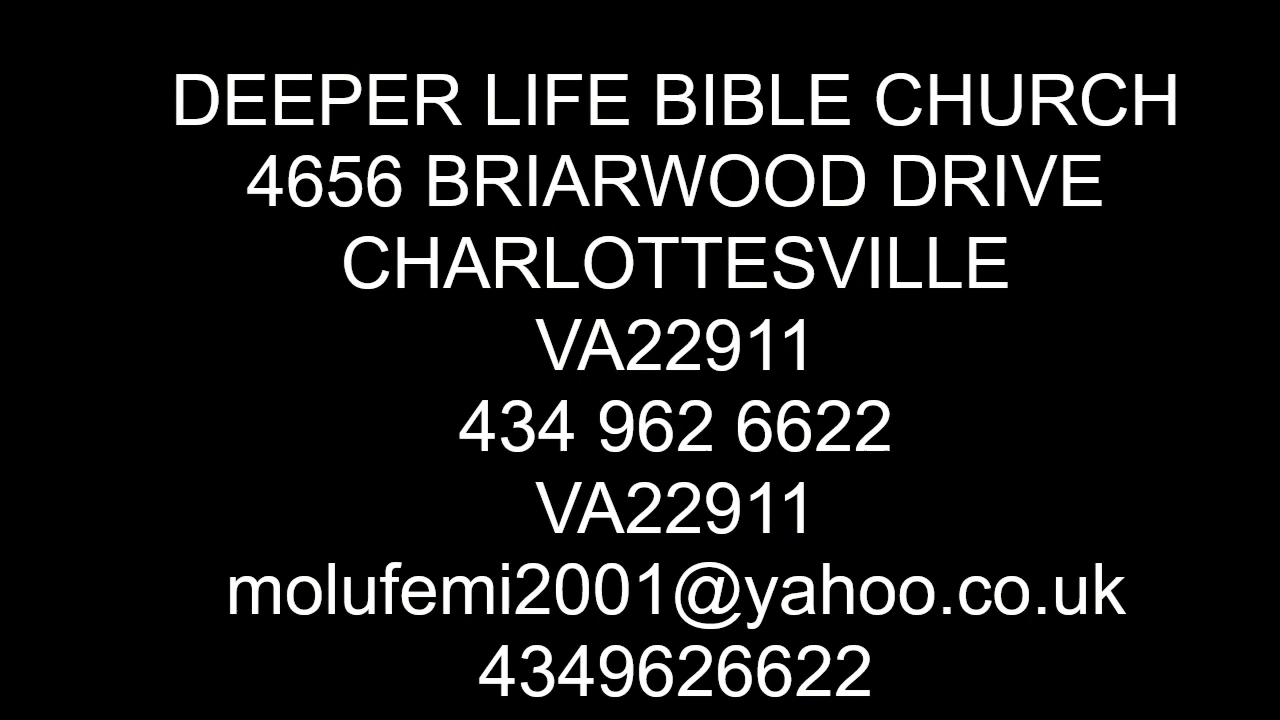 DEEPER LIFE BIBLE CHURCH
4656 BRIARWOOD DRIVE
CHARLOTTESVILLE
VA22911
434 962 6622
VA22911
molufemi2001@yahoo.co.uk
4349626622